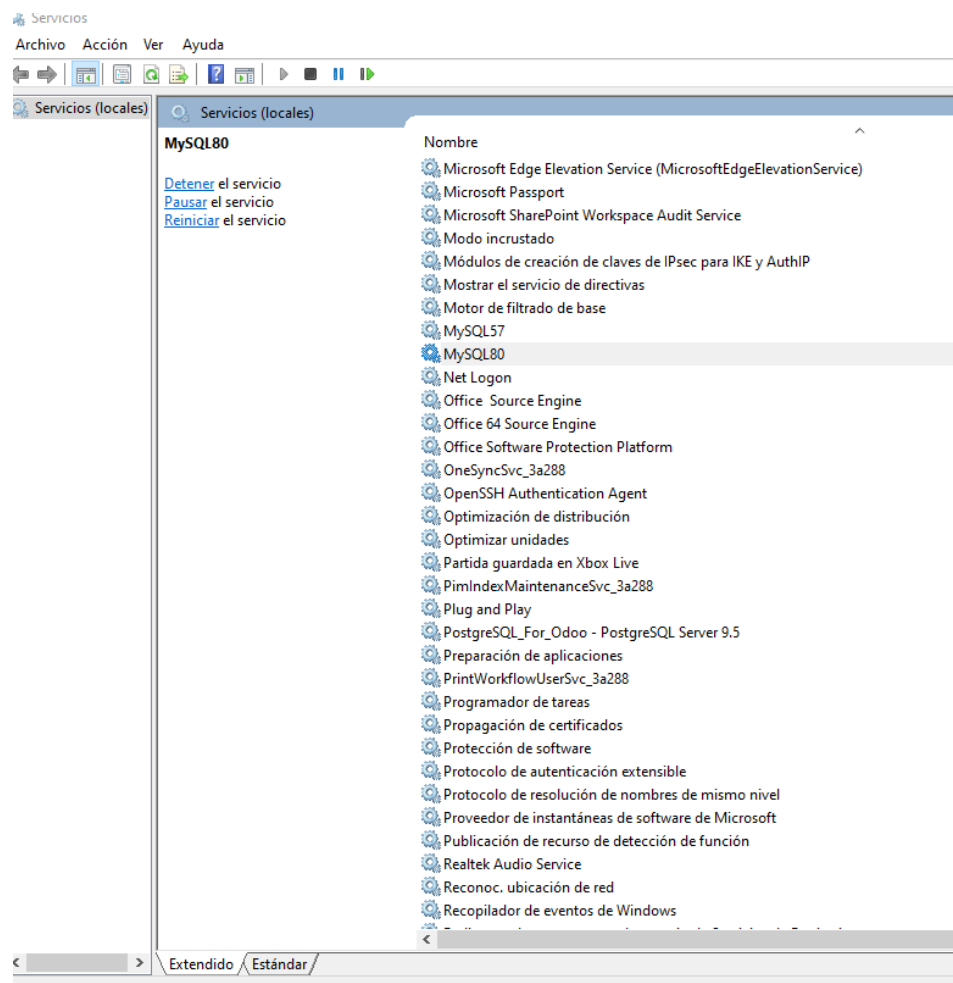 Servicios
Archivo Acción Ver Ayuda
Servicios (locales)
Servicios (locales)
MySQL80
Detener el servicio
Pausar el servicio
Reiniciar el servicio
Nombre
Microsoft Edge Elevation Service (MicrosoftEdgeElevationService)
Microsoft Passport
Microsoft SharePoint Workspace Audit Service
Modo incrustado
Módulos de creación de claves de IPsec para IKE y AuthIP
Mostrar el servicio de directivas
Motor de filtrado de base
MySQL57
MySQL80
Net Logon
Office  Source Engine
Office 64 Source Engine
Office Software Protection Platform
OneSyncSvc_3a288
OpenSSH Authentication Agent
Optimización de distribución
Optimizar unidades
Partida guardada en Xbox Live
PimIndexMaintenanceSvc_3a288
Plug and Play
PostgreSQL_For_Odoo - PostgreSQL Server 9.5
Preparación de aplicaciones
PrintWorkflowUserSvc_3a288
Programador de tareas
Propagación de certificados
Protección de software
Protocolo de autenticación extensible
Protocolo de resolución de nombres de mismo nivel
Proveedor de instantáneas de software de Microsoft
Publicación de recurso de detección de función
Realtek Audio Service
Reconoc. ubicación de red
Recopilador de eventos de Windows
Extendido Estándar